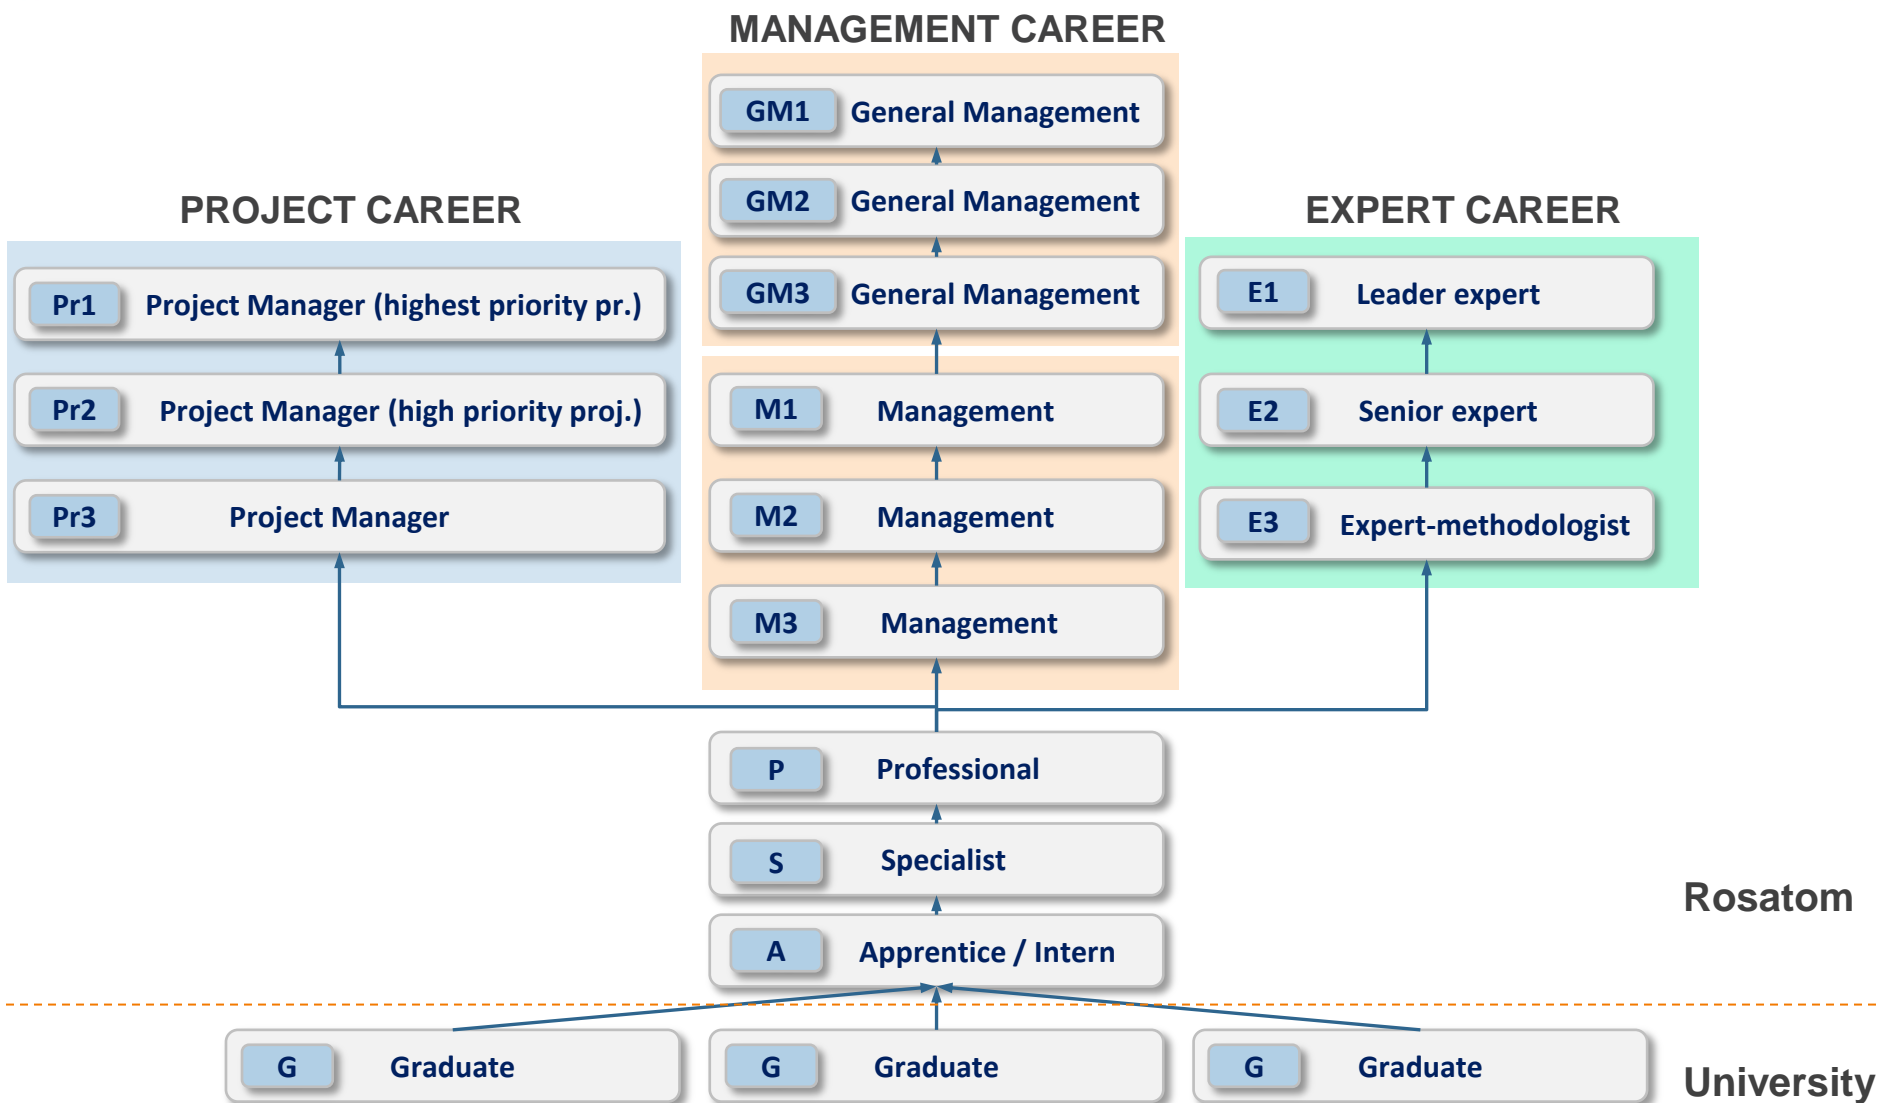 MANAGEMENT CAREER
GM1 General Management
GM2 General Management
GM3 General Management
M1 Management
M2 Management
M3 Management
PROJECT CAREER
Pr1 Project Manager (highest priority pr.)
Pr2 Project Manager (high priority proj.)
Pr3 Project Manager
EXPERT CAREER
E1 Leader expert
E2 Senior expert
E3 Expert-methodologist
P Professional
S Specialist
A Apprentice / Intern
Rosatom
G Graduate
G Graduate
G Graduate
University